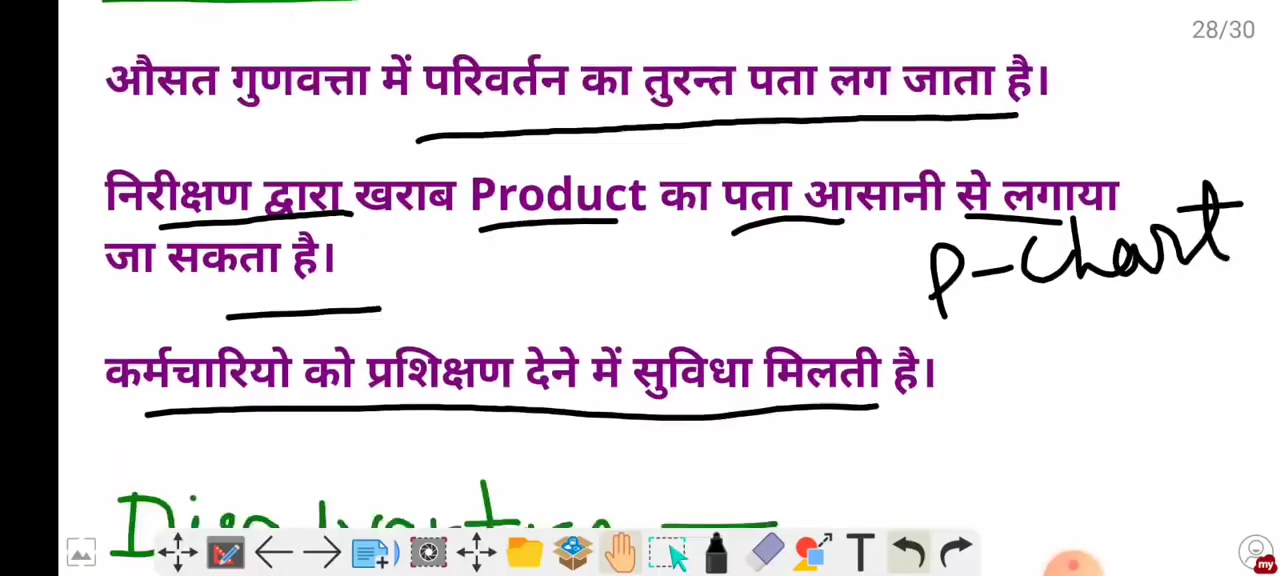 28/30
औसत गुणवत्ता में परिवर्तन का तुरन्त पता लग जाता है।
निरीक्षण द्वारा खराब Product का पता आसानी से लगाया
जा सकता है।
P-Chart
कर्मचारियो को प्रशिक्षण देने में सुविधा मिलती है।
T
my